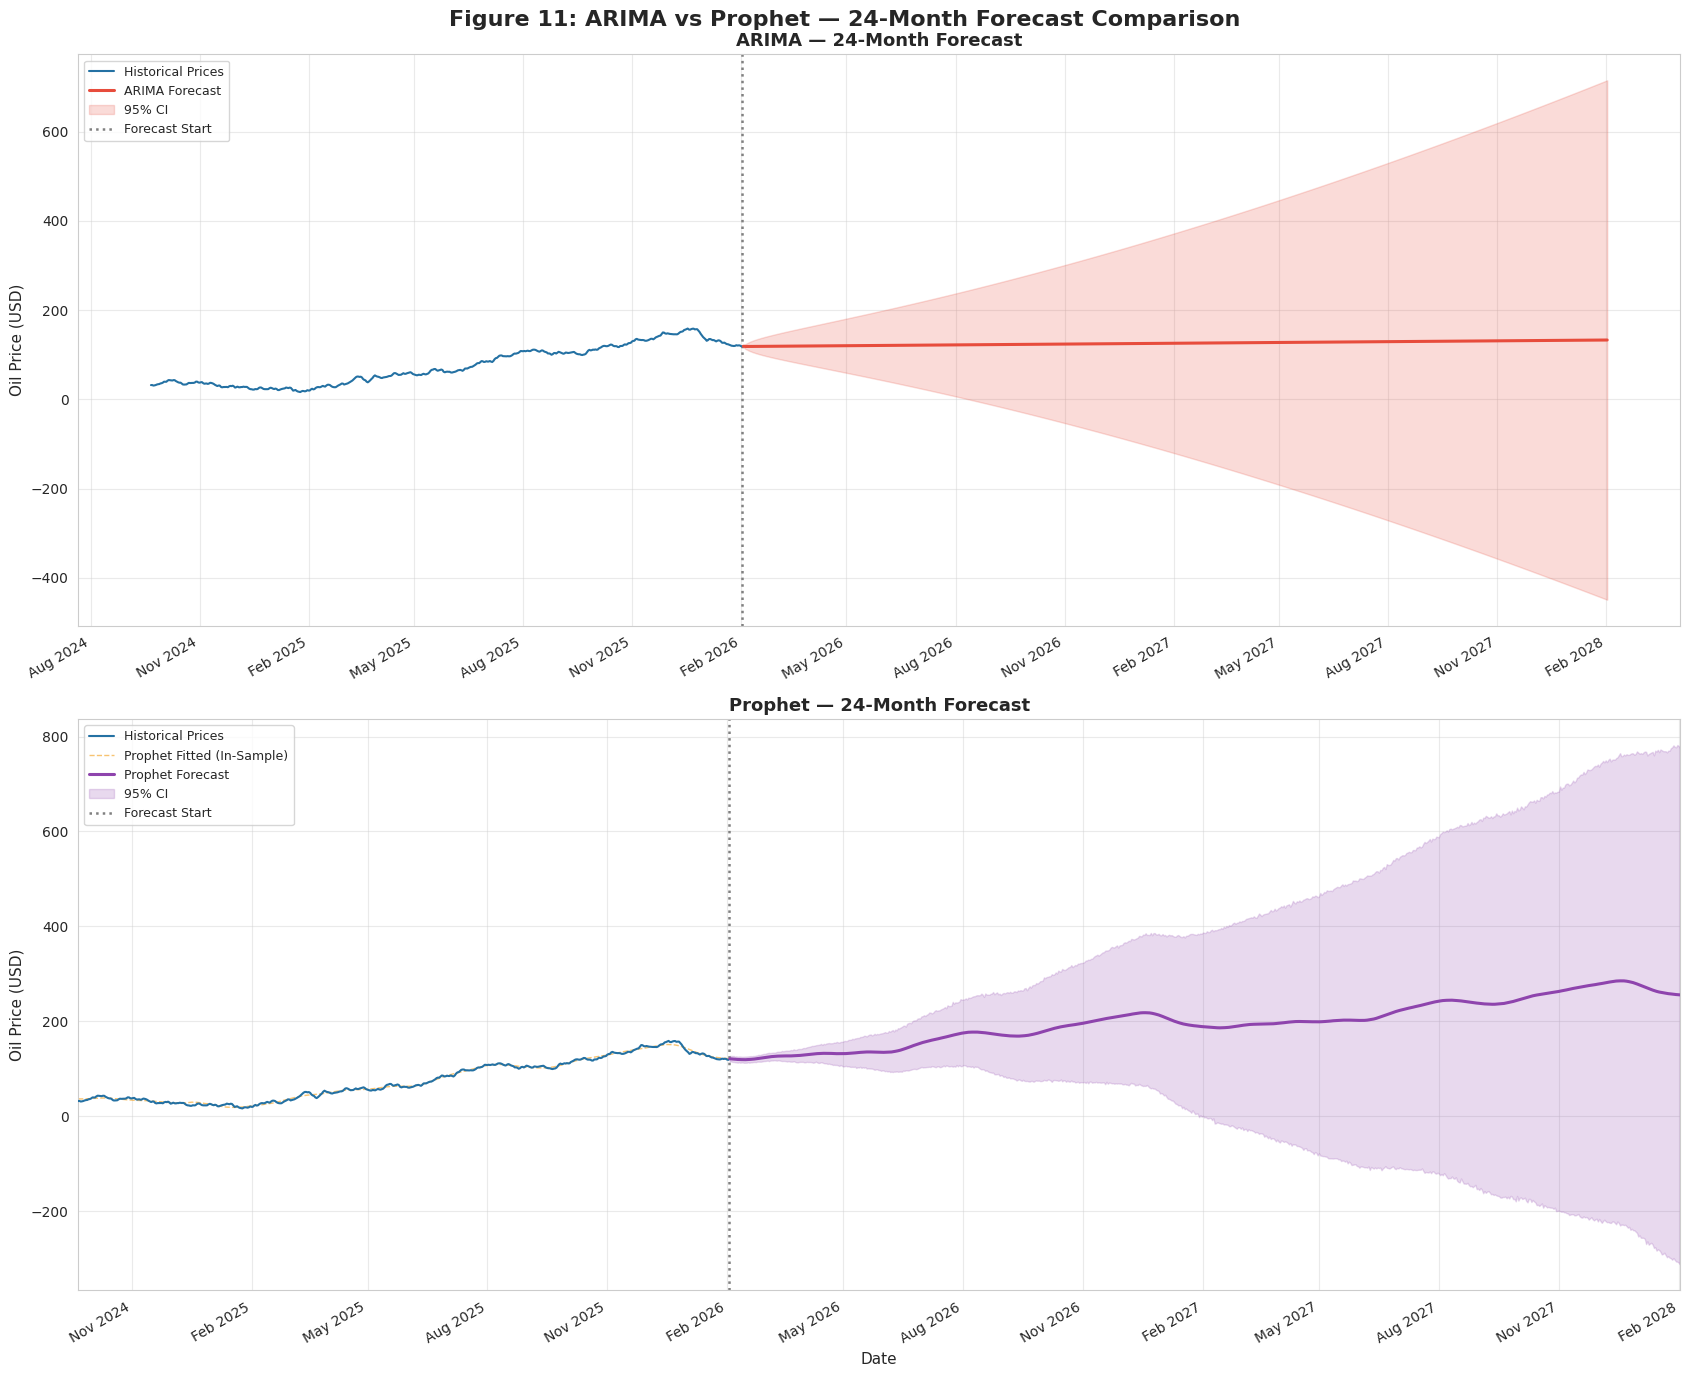 Figure 11: ARIMA vs Prophet — 24-Month Forecast Comparison
ARIMA — 24-Month Forecast
Historical Prices
ARIMA Forecast
95% CI
Forecast Start
Oil Price (USD)
600
400
200
0
−200
−400
Aug 2024
Nov 2024
Feb 2025
May 2025
Aug 2025
Nov 2025
Feb 2026
May 2026
Aug 2026
Nov 2026
Feb 2027
May 2027
Aug 2027
Nov 2027
Feb 2028
Prophet — 24-Month Forecast
Historical Prices
Prophet Fitted (In-Sample)
Prophet Forecast
95% CI
Forecast Start
Oil Price (USD)
800
600
400
200
0
−200
Nov 2024
Feb 2025
May 2025
Aug 2025
Nov 2025
Feb 2026
May 2026
Aug 2026
Nov 2026
Feb 2027
May 2027
Aug 2027
Nov 2027
Feb 2028
Date